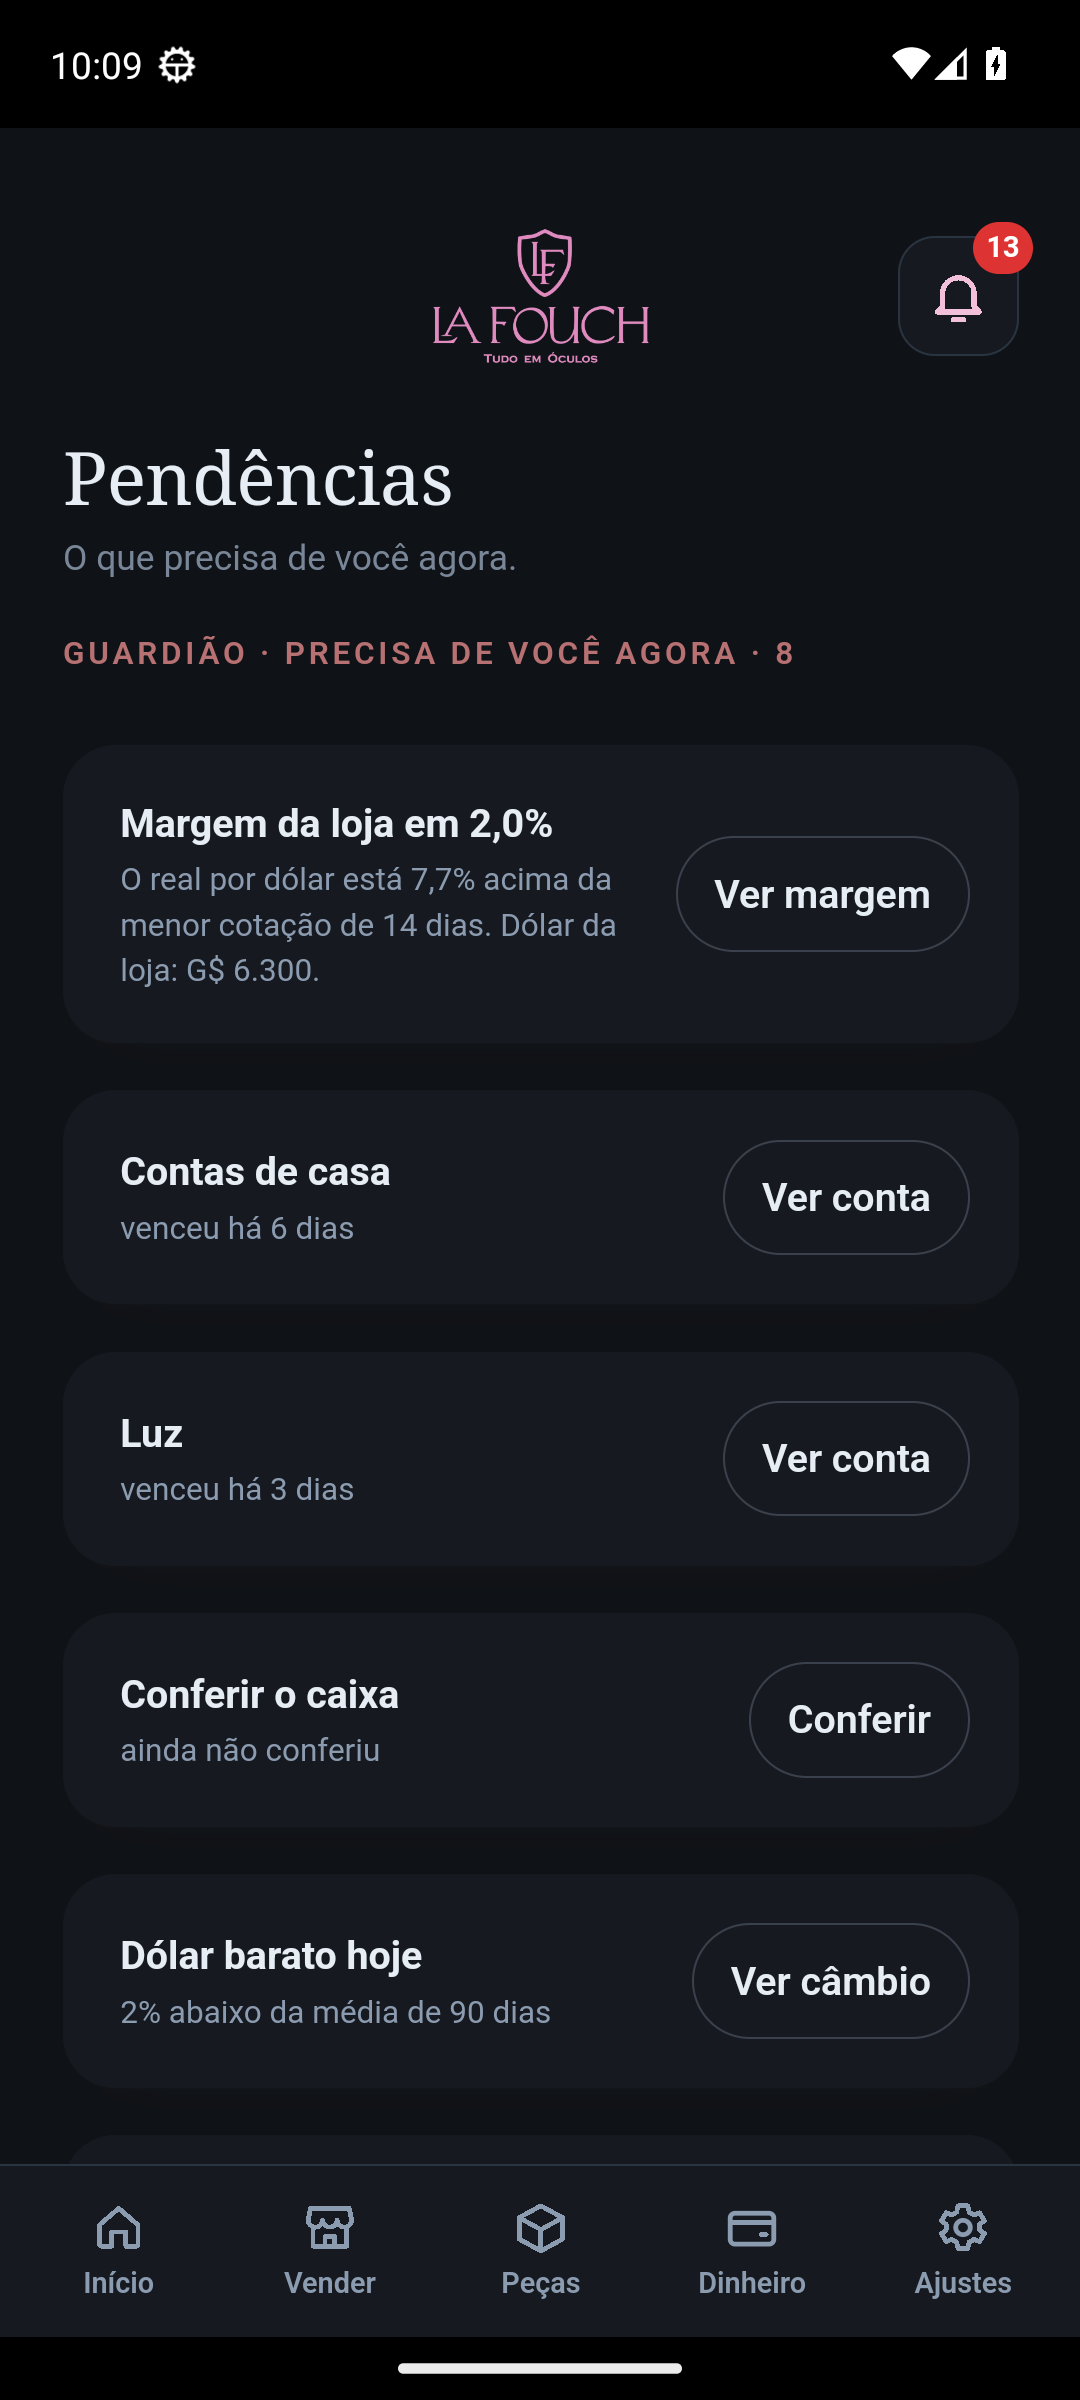 10:09
LF
LA FOUCH
TUDO EM ÓCULOS
13
Pendências
O que precisa de você agora.
GUARDIÃO · PRECISA DE VOCÊ AGORA · 8
Margem da loja em 2,0%
O real por dólar está 7,7% acima da
menor cotação de 14 dias. Dólar da
loja: G$ 6.300.
Ver margem
Contas de casa
venceu há 6 dias
Ver conta
Luz
venceu há 3 dias
Ver conta
Conferir o caixa
ainda não conferiu
Conferir
Dólar barato hoje
2% abaixo da média de 90 dias
Ver câmbio
Início
Vender
Peças
Dinheiro
Ajustes